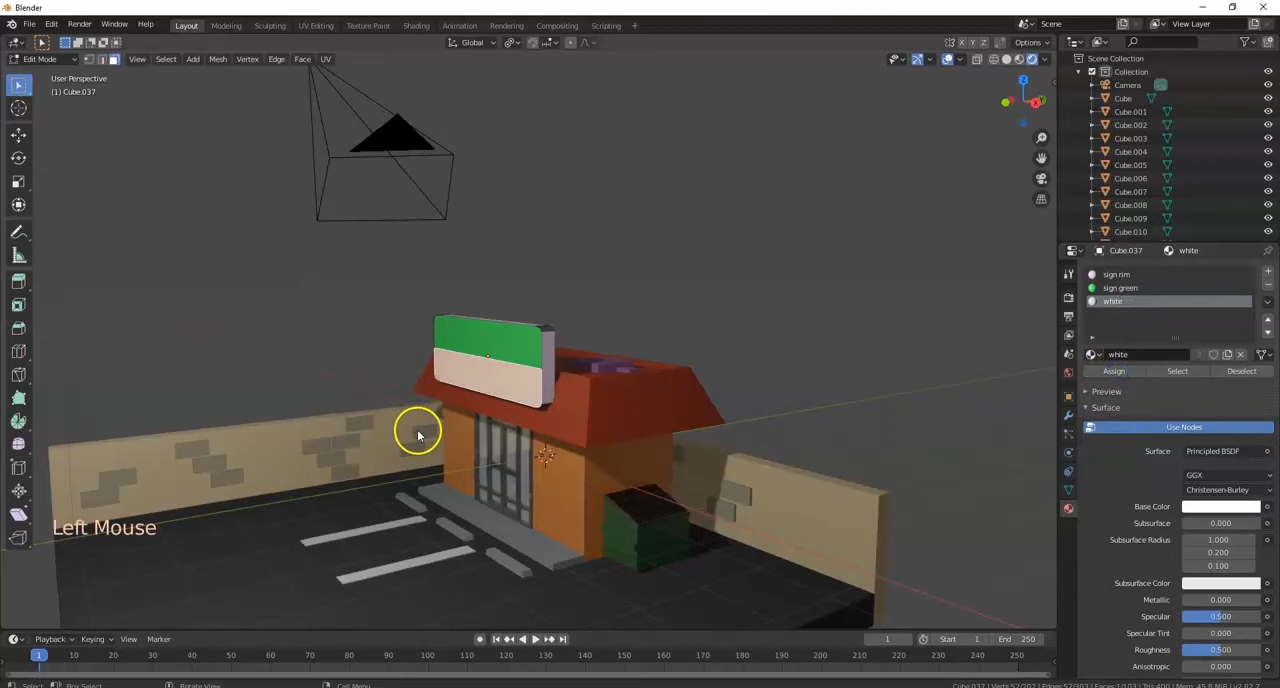 Blender
File Edit Render Window Help Layout Modeling Sculpting UV Editing Texture Paint Shading Animation Rendering Compositing Scripting + Scene View Layer
Global X Y Z Options
Edit Mode View Select Add Mesh Vertex Edge Face UV
User Perspective
(1) Cube.037
Scene Collection
Collection
Camera
Cube
Cube.001
Cube.002
Cube.003
Cube.004
Cube.005
Cube.006
Cube.007
Cube.008
Cube.009
Cube.010
Cube.037 white
sign rim
sign green
white
white
Assign Select Deselect
Preview
Surface
Use Nodes
Surface Principled BSDF
GGX
Christensen-Burley
Base Color
Subsurface 0.000
Subsurface Radius 1.000
0.200
0.100
Subsurface Color
Metallic 0.000
Specular 0.500
Specular Tint 0.000
Roughness 0.500
Anisotropic 0.000
Left Mouse
Playback Keying View Marker 1 Start 1 End 250
1 10 20 30 40 50 60 70 80 90 100 110 120 130 140 150 160 170 180 190 200 210 220 230 240 250
Select Box Select Rotate View Call Menu